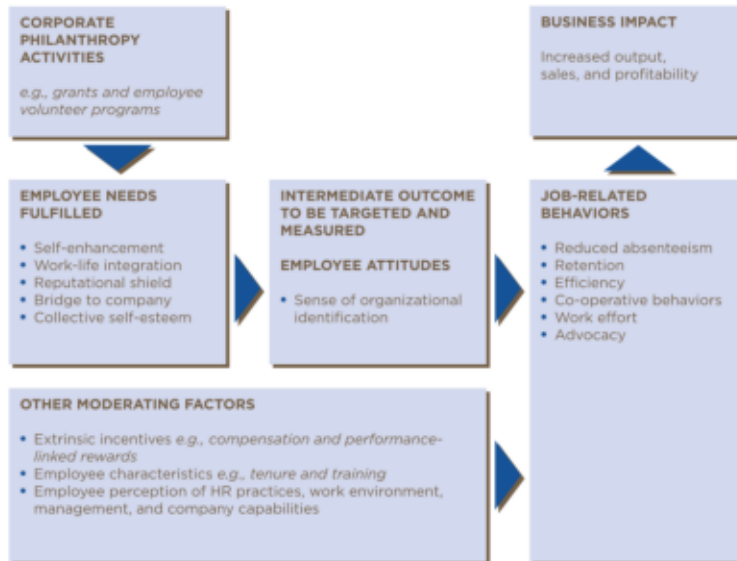 CORPORATE
PHILANTHROPY
ACTIVITIES
e.g., grants and employee
volunteer programs
BUSINESS IMPACT
Increased output,
sales, and profitability
EMPLOYEE NEEDS
FULFILLED
• Self-enhancement
• Work-life integration
• Reputational shield
• Bridge to company
• Collective self-esteem
INTERMEDIATE OUTCOME
TO BE TARGETED AND
MEASURED
EMPLOYEE ATTITUDES
• Sense of organizational
identification
JOB-RELATED
BEHAVIORS
• Reduced absenteeism
• Retention
• Efficiency
• Co-operative behaviors
• Work effort
• Advocacy
OTHER MODERATING FACTORS
• Extrinsic incentives e.g., compensation and performance-
linked rewards
• Employee characteristics e.g., tenure and training
• Employee perception of HR practices, work environment,
management, and company capabilities